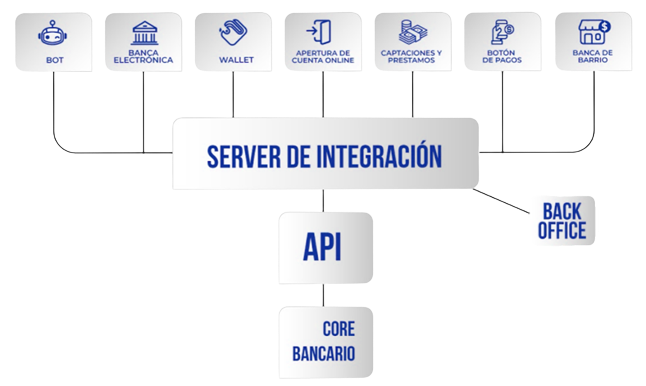 BOT
BANCA
ELECTRÓNICA
WALLET
APERTURA DE
CUENTA ONLINE
CAPTACIONES Y
PRESTAMOS
BOTÓN
DE PAGOS
BANCA DE
BARRIO
SERVER DE INTEGRACIÓN
BACK
OFFICE
API
CORE
BANCARIO